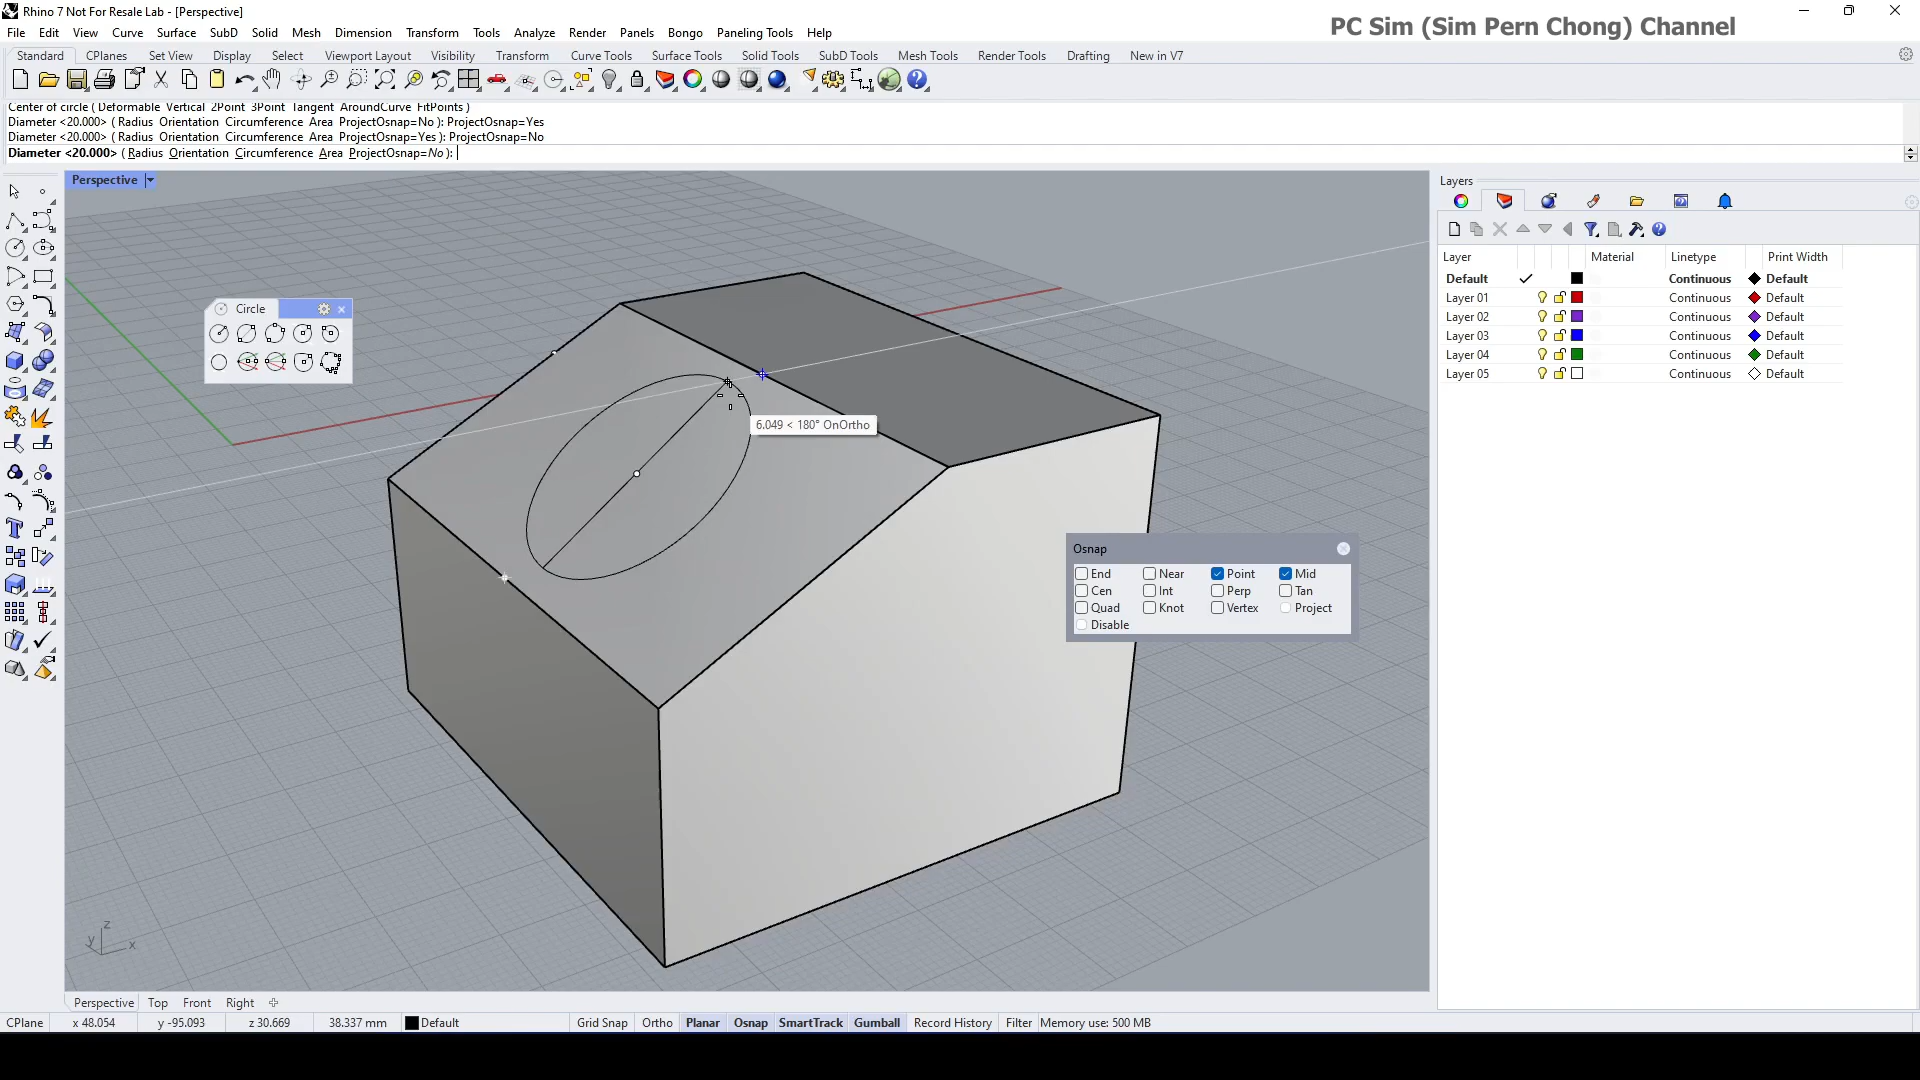 Rhino 7 Not For Resale Lab - [Perspective]
PC Sim (Sim Pern Chong) Channel
File Edit View Curve Surface SubD Solid Mesh Dimension Transform Tools Analyze Render Panels Bongo Paneling Tools Help
Standard CPlanes Set View Display Select Viewport Layout Visibility Transform Curve Tools Surface Tools Solid Tools SubD Tools Mesh Tools Render Tools Drafting New in V7
Center of circle ( Deformable Vertical 2Point 3Point Tangent AroundCurve FitPoints )
Diameter <20.000> ( Radius Orientation Circumference Area ProjectOsnap=No ): ProjectOsnap=Yes
Diameter <20.000> ( Radius Orientation Circumference Area ProjectOsnap=Yes ): ProjectOsnap=No
Diameter <20.000> ( Radius Orientation Circumference Area ProjectOsnap=No ):
Perspective
Circle
6.049 < 180° OnOrtho
Osnap
End Near Point Mid
Cen Int Perp Tan
Quad Knot Vertex Project
Disable
z
y x
Layers
Layer Material Linetype Print Width
Default Continuous Default
Layer 01 Continuous Default
Layer 02 Continuous Default
Layer 03 Continuous Default
Layer 04 Continuous Default
Layer 05 Continuous Default
Perspective Top Front Right
CPlane x 48.054 y -95.093 z 30.669 38.337 mm Default Grid Snap Ortho Planar Osnap SmartTrack Gumball Record History Filter Memory use: 500 MB